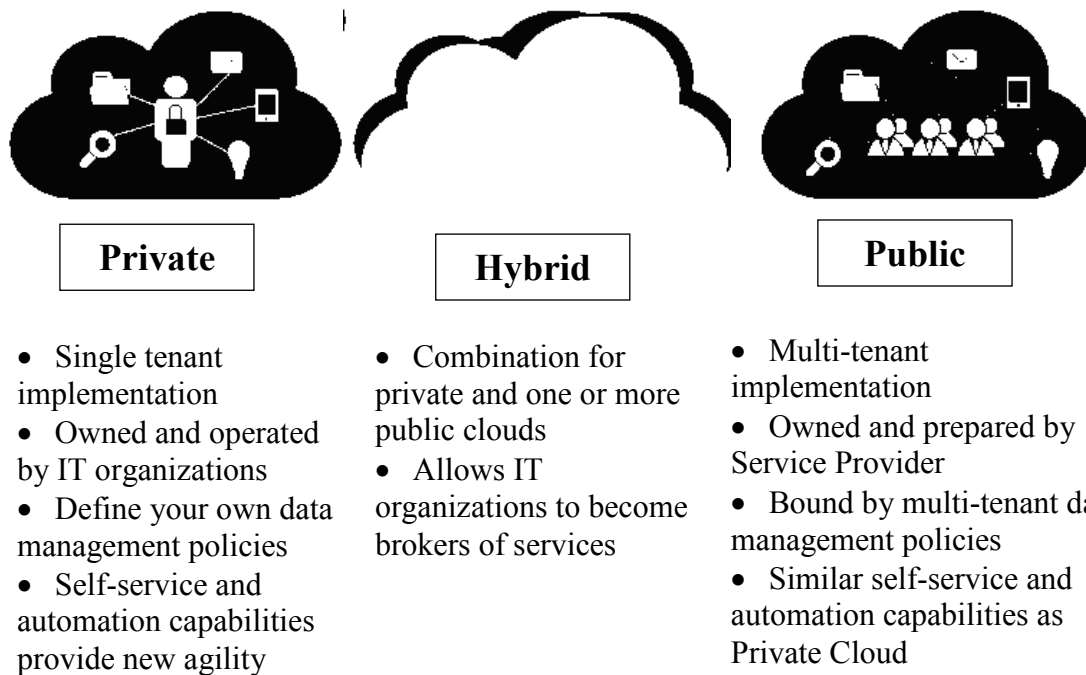 Private
• Single tenant
implementation
• Owned and operated
by IT organizations
• Define your own data
management policies
• Self-service and
automation capabilities
provide new agility
Hybrid
• Combination for
private and one or more
public clouds
• Allows IT
organizations to become
brokers of services
Public
• Multi-tenant
implementation
• Owned and prepared by
Service Provider
• Bound by multi-tenant
management policies
• Similar self-service and
automation capabilities as
Private Cloud